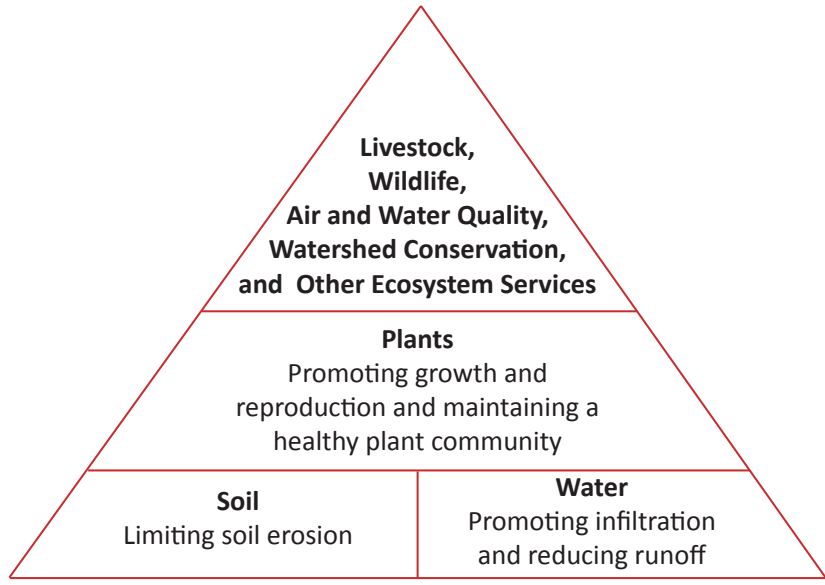 Livestock,
Wildlife,
Air and Water Quality,
Watershed Conservation,
and Other Ecosystem Services
Plants
Promoting growth and
reproduction and maintaining a
healthy plant community
Soil
Limiting soil erosion
Water
Promoting infiltration
and reducing runoff